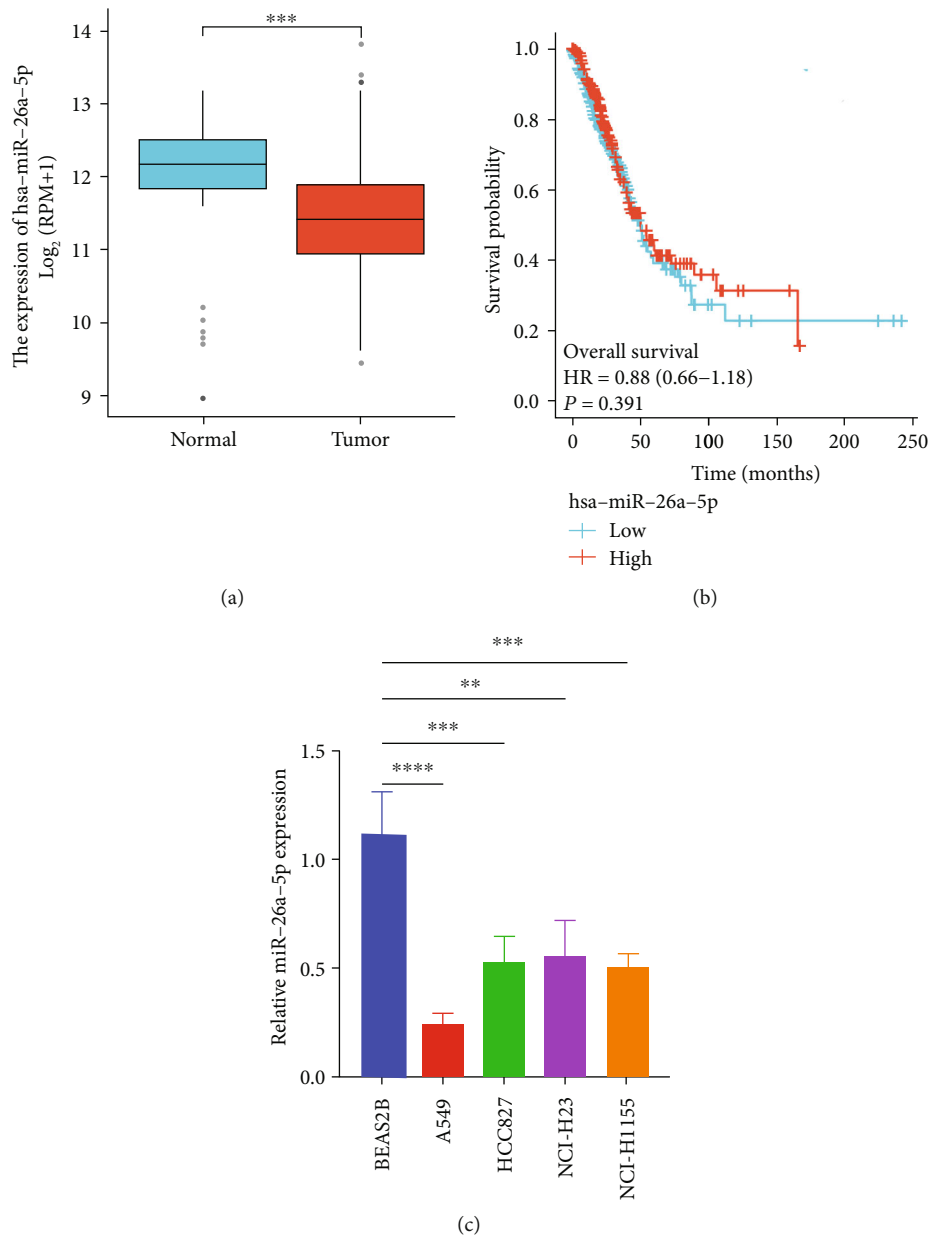 The expression of hsa–miR–26a–5p
Log₂ (RPM+1)
14
13
12
11
10
9
***
Normal
Tumor
(a)
Survival probability
1.0
0.8
0.6
0.4
0.2
0.0
Overall survival
HR = 0.88 (0.66–1.18)
P = 0.391
0 50 100 150 200 250
Time (months)
hsa–miR–26a–5p
Low
High
(b)
***
**
***
****
Relative miR–26a–5p expression
1.5
1.0
0.5
0.0
BEAS2B
A549
HCC827
NCI-H23
NCI-H1155
(c)